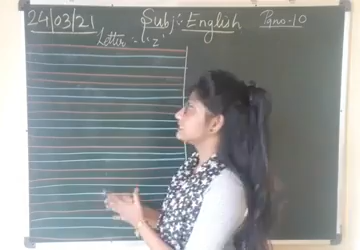 24/03/21 Subj:- English Pg no-10
Letter :- 'z'